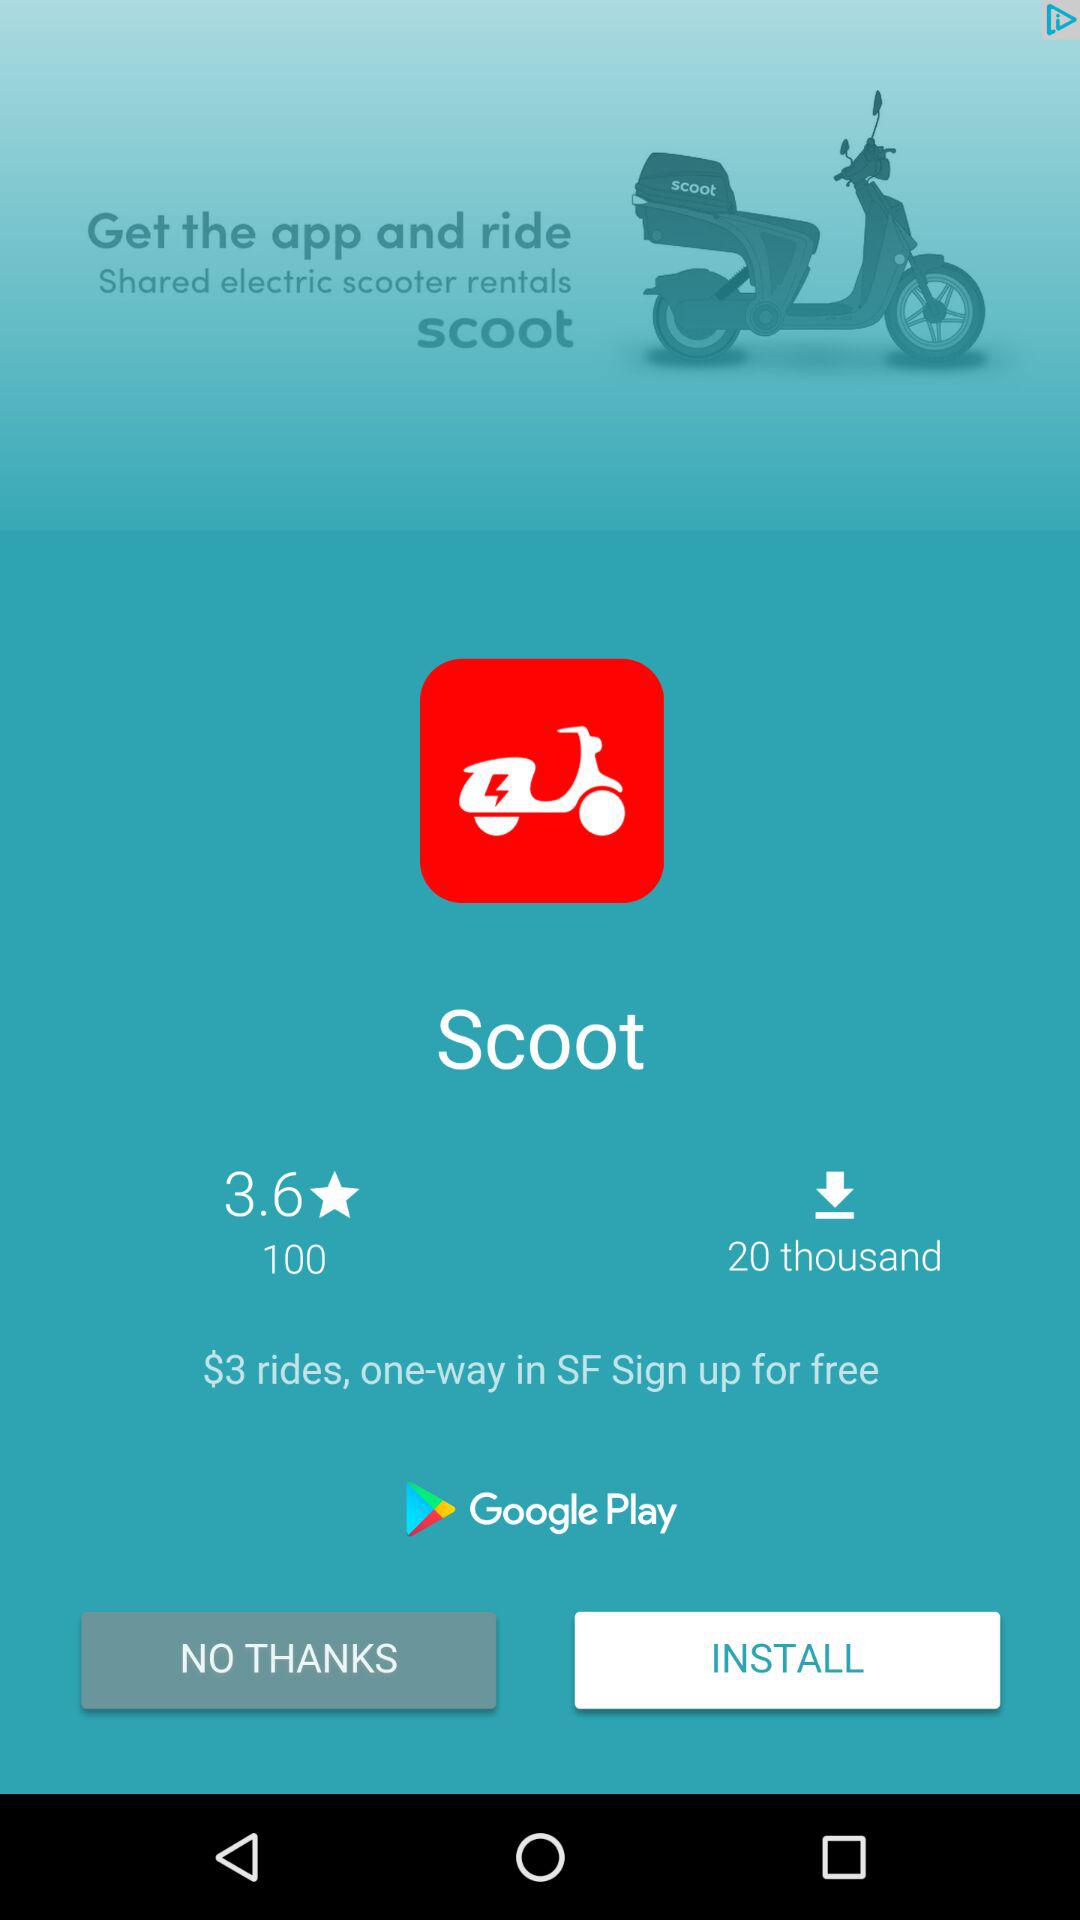 Get the app and ride
Shared electric scooter rentals
scoot
scoot
Scoot
3.6
100
20 thousand
$3 rides, one-way in SF Sign up for free
Google Play
NO THANKS
INSTALL